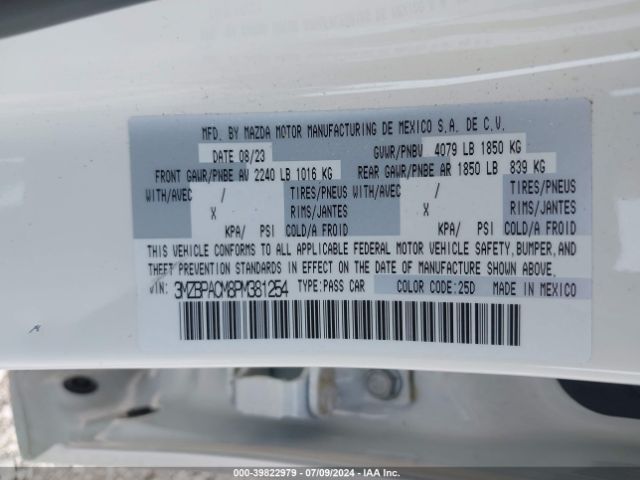 MFD. BY MAZDA MOTOR MANUFACTURING DE MEXICO S.A. DE C.V.
DATE 08/23 GVWR/PNBV 4079 LB 1850 KG
FRONT GAWR/PNBE AV 2240 LB 1016 KG REAR GAWR/PNBE AR 1850 LB 839 KG
WITH/AVEC / TIRES/PNEUS WITH/AVEC / TIRES/PNEUS
X RIMS/JANTES X RIMS/JANTES
KPA/ PSI COLD/A FROID KPA/ PSI COLD/A FROID
THIS VEHICLE CONFORMS TO ALL APPLICABLE FEDERAL MOTOR VEHICLE SAFETY, BUMPER, AND
THEFT PREVENTION STANDARDS IN EFFECT ON THE DATE OF MANUFACTURE SHOWN ABOVE.
VIN: 3MZBPACM8PM381254 TYPE:PASS CAR COLOR CODE:25D MADE IN MEXICO
000-39822979 / 07/09/2024 - IAA Inc.